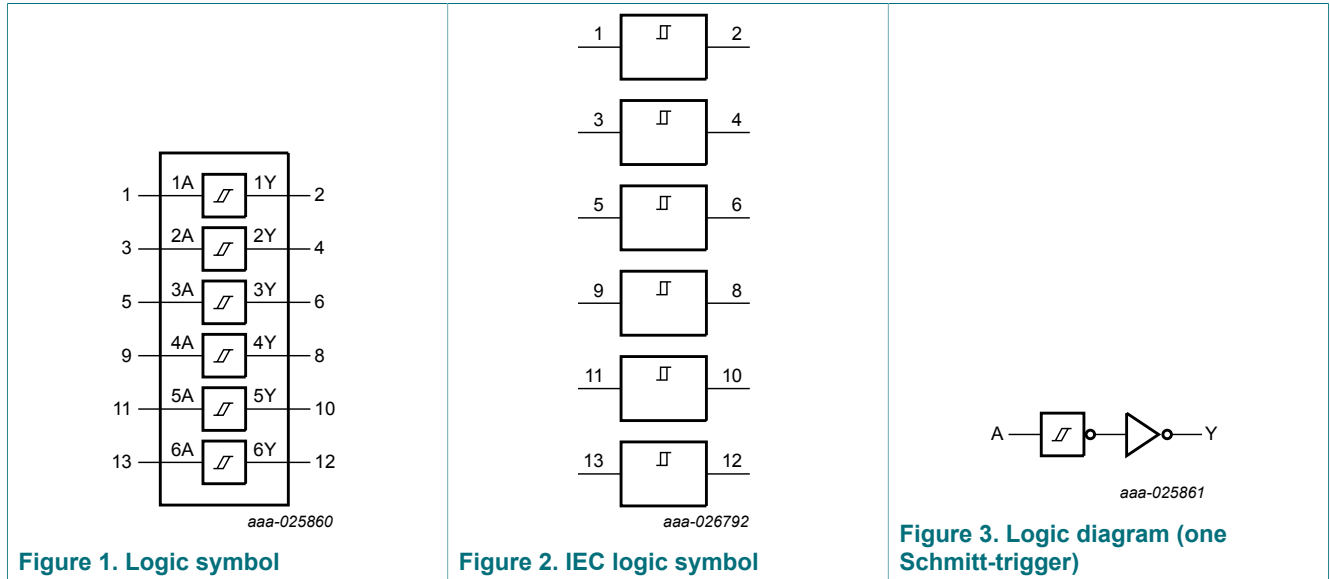 1 1A 1Y 2
3 2A 2Y 4
5 3A 3Y 6
9 4A 4Y 8
11 5A 5Y 10
13 6A 6Y 12
aaa-025860
Figure 1. Logic symbol
1 2
3 4
5 6
9 8
11 10
13 12
aaa-026792
Figure 2. IEC logic symbol
A Y
aaa-025861
Figure 3. Logic diagram (one
Schmitt-trigger)